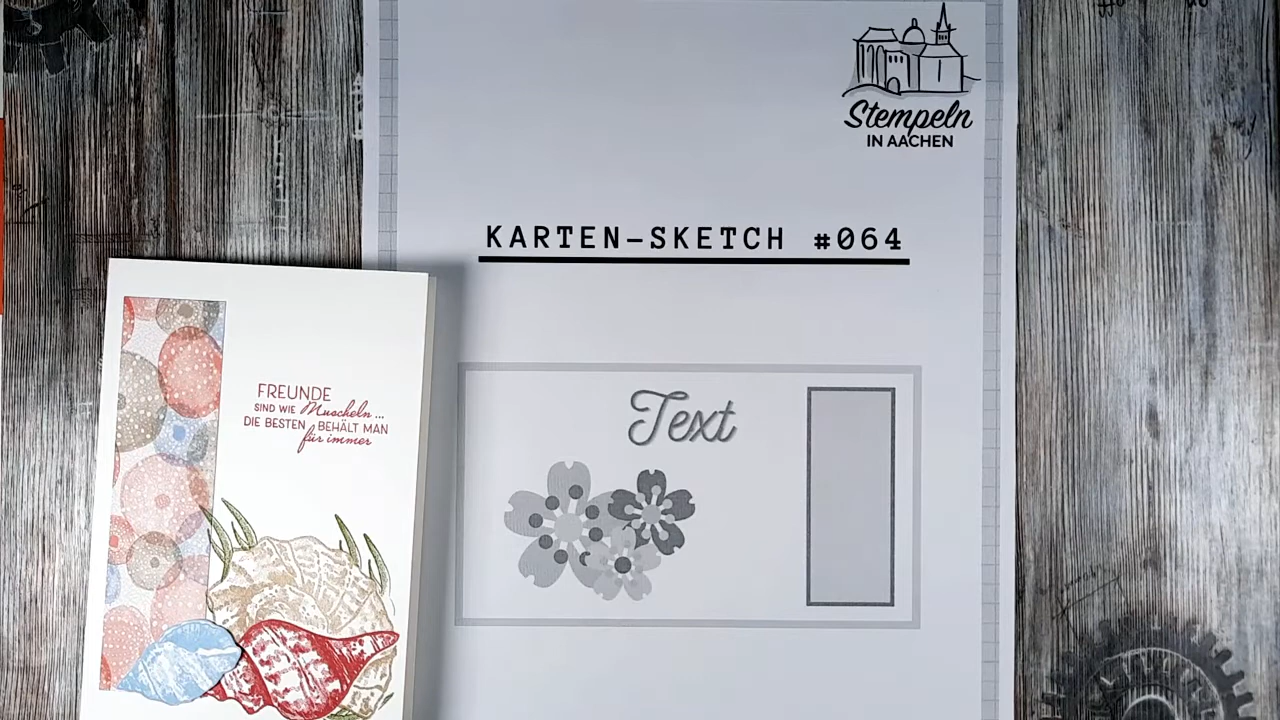 Stempeln
IN AACHEN
KARTEN-SKETCH #064
Text
FREUNDE
SIND WIE Muscheln ...
DIE BESTEN BEHÄLT MAN
für immer